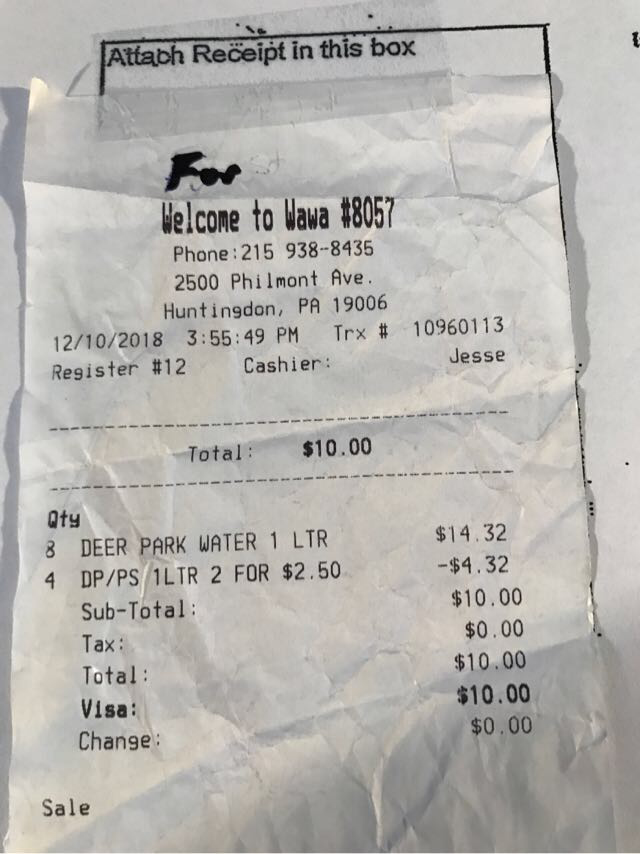 Attach Receipt in this box
For
Welcome to Wawa #8057
Phone:215 938-8435
2500 Philmont Ave.
Huntingdon, PA 19006
12/10/2018 3:55:49 PM Trx # 10960113
Register #12 Cashier: Jesse
Total: $10.00
Qty
8 DEER PARK WATER 1 LTR $14.32
4 DP/PS 1LTR 2 FOR $2.50 -$4.32
Sub-Total: $10.00
Tax: $0.00
Total: $10.00
Visa: $10.00
Change: $0.00
Sale